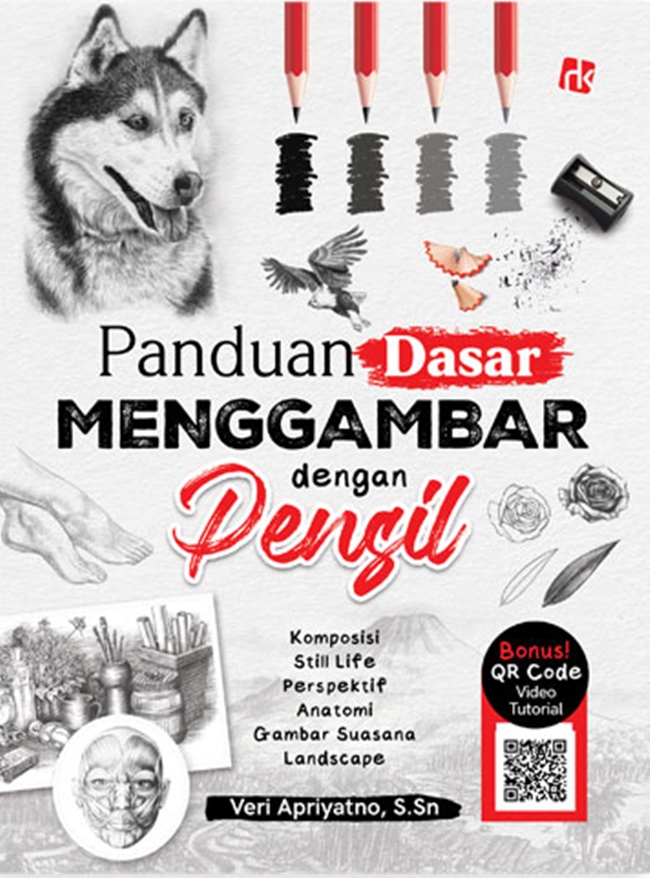 rk
Panduan Dasar
MENGGAMBAR
dengan
Pensil
Komposisi
Still Life
Perspektif
Anatomi
Gambar Suasana
Landscape
Bonus!
QR Code
Video
Tutorial
Veri Apriyatno, S.Sn